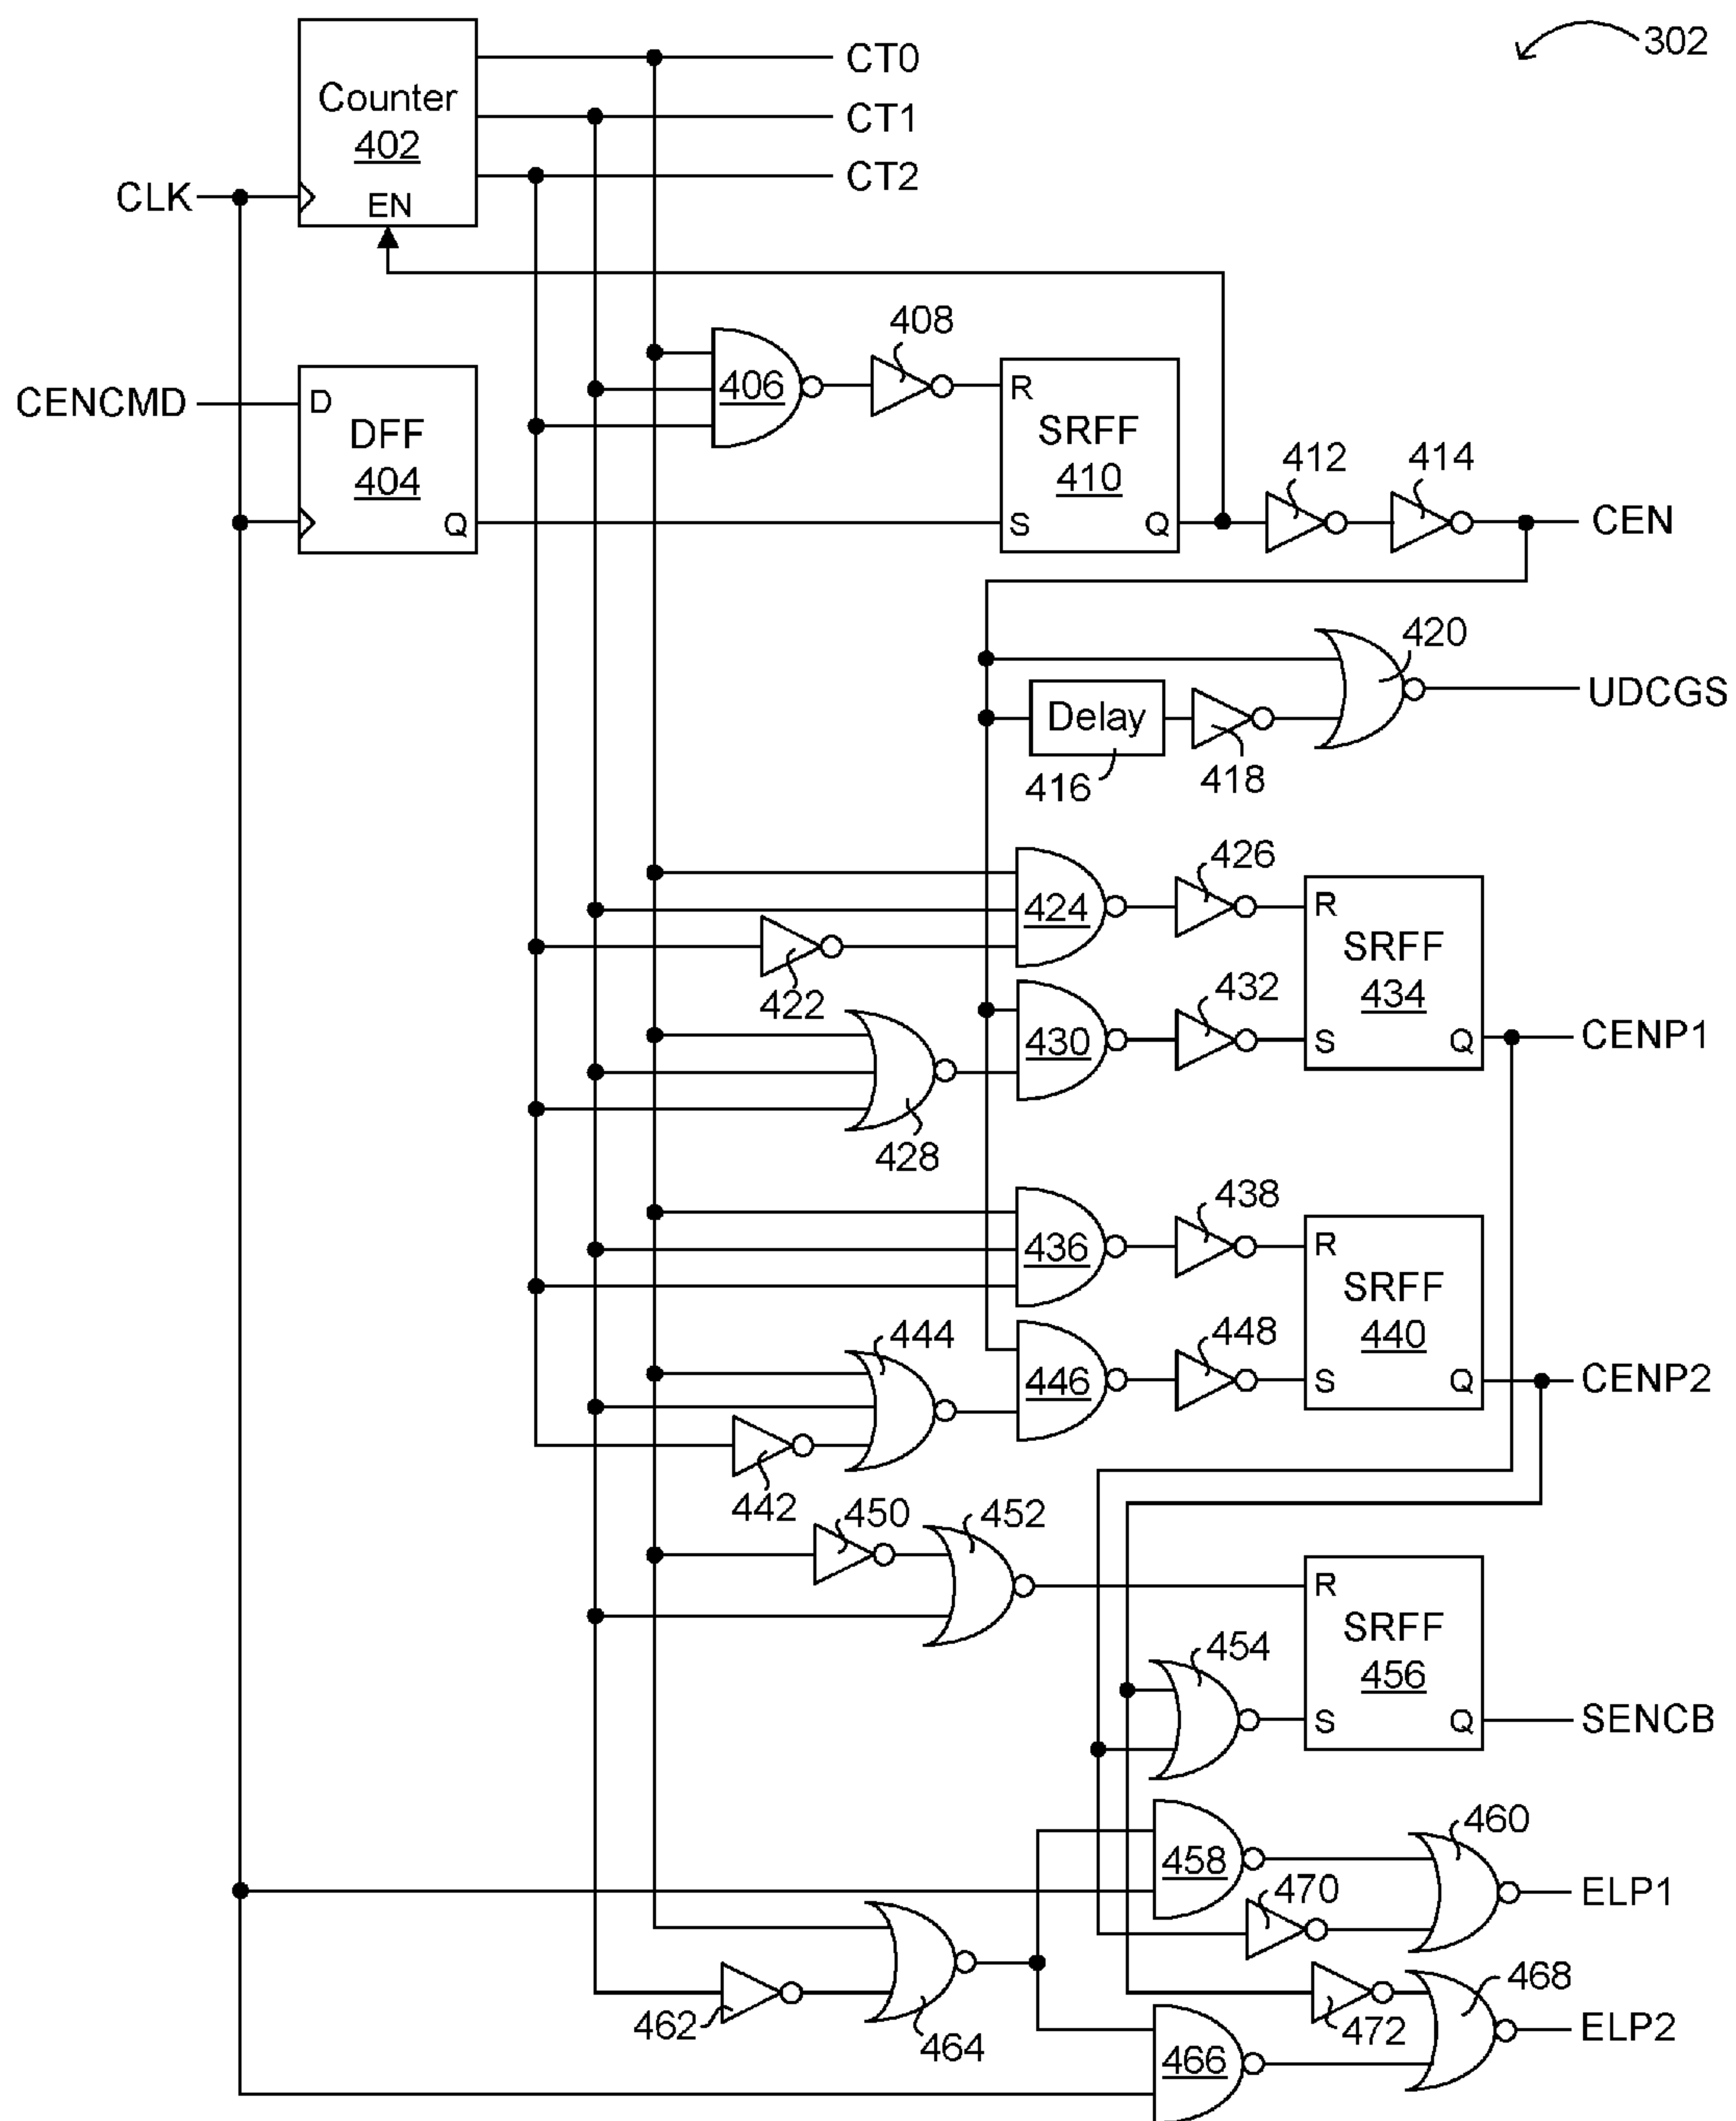 302
CT0
Counter
402
CT1
CT2
CLK
EN
408
CENCMD
D
DFF
404
Q
406
R
SRFF
410
S
Q
412
414
CEN
420
UDCGS
Delay
416
418
426
424
R
SRFF
434
422
432
430
S
Q
CENP1
428
438
436
R
SRFF
440
444
448
446
S
Q
CENP2
442
450
452
R
SRFF
456
454
S
Q
SENCB
458
460
470
ELP1
462
464
472
468
ELP2
466